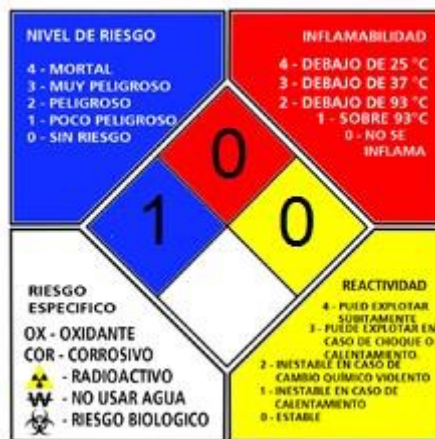 NIVEL DE RIESGO
4 - MORTAL
3 - MUY PELIGROSO
2 - PELIGROSO
1 - POCO PELIGROSO
0 - SIN RIESGO
INFLAMABILIDAD
4 - DEBAJO DE 25 °C
3 - DEBAJO DE 37 °C
2 - DEBAJO DE 93 °C
1 - SOBRE 93°C
0 - NO SE
INFLAMA
0
1
0
RIESGO
ESPECIFICO
OX - OXIDANTE
COR - CORROSIVO
- RADIOACTIVO
W - NO USAR AGUA
- RIESGO BIOLOGICO
REACTIVIDAD
4 - PUED EXPLOTAR
SÚBITAMENTE
3 - PUEDE EXPLOTAR EN
CASO DE CHOQUE O
CALENTAMIENTO.
2 - INESTABLE EN CASO DE
CAMBIO QUÍMICO VIOLENTO
1 - INESTABLE EN CASO DE
CALENTAMIENTO
0 - ESTABLE